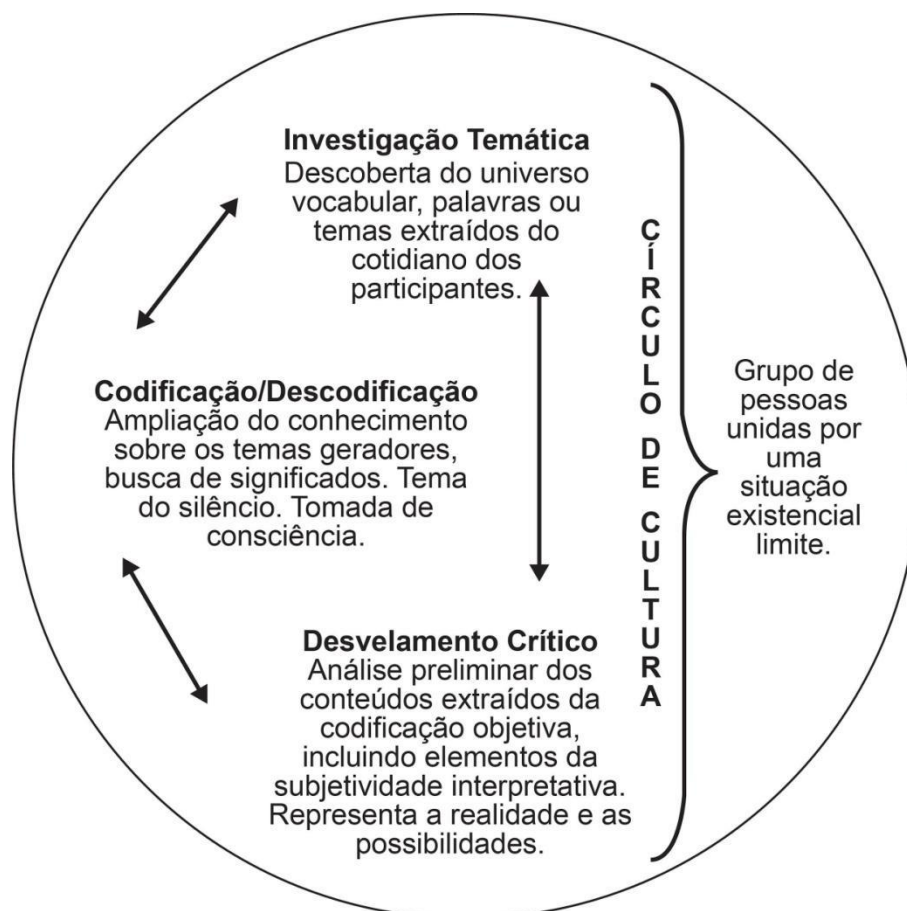 Investigação Temática
Descoberta do universo
vocabular, palavras ou
temas extraídos do
cotidiano dos
participantes.
Codificação/Descodificação
Ampliação do conhecimento
sobre os temas geradores,
busca de significados. Tema
do silêncio. Tomada de
consciência.
Desvelamento Crítico
Análise preliminar dos
conteúdos extraídos da
codificação objetiva,
incluindo elementos da
subjetividade interpretativa.
Representa a realidade e as
possibilidades.
CÍRCULO DE CULTURA
Grupo de
pessoas
unidas por
uma
situação
existencial
limite.